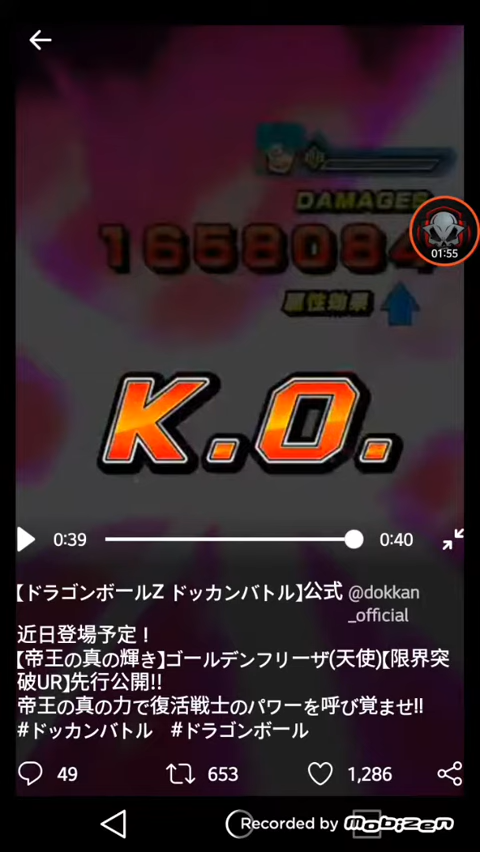 DAMAGED
1658084
01:55
属性効果
K.O.
0:39
0:40
【ドラゴンボールZ ドッカンバトル】公式 @dokkan
_official
近日登場予定！
【帝王の真の輝き】ゴールデンフリーザ(天使)【限界突
破UR】先行公開!!
帝王の真の力で復活戦士のパワーを呼び覚ませ!!
#ドッカンバトル #ドラゴンボール
49
653
1,286
Recorded by Mobizen